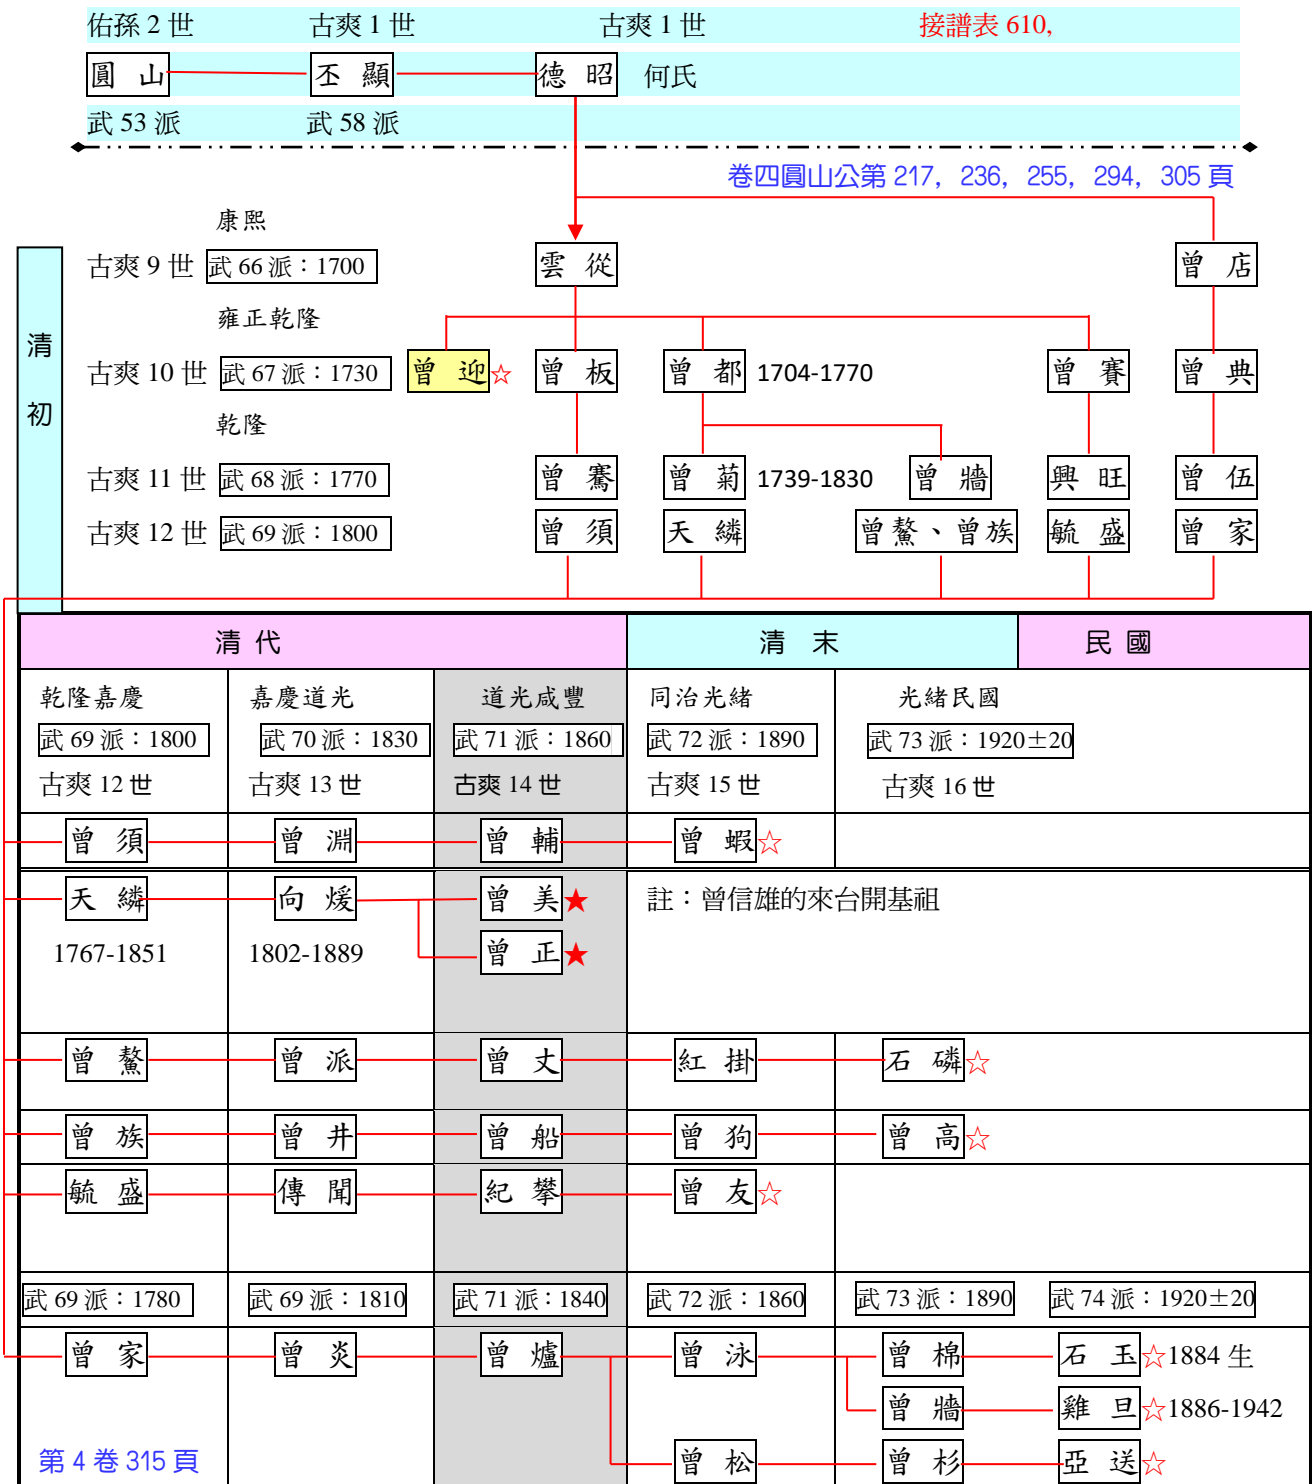 佑孫 2 世 古爽 1 世 古爽 1 世 接譜表 610,
圓 山 丕 顯 德 昭 何氏
武 53 派 武 58 派
卷四圓山公第 217, 236, 255, 294, 305 頁
康熙
古爽 9 世 武 66 派：1700 雲 從 曾 店
雍正乾隆
清初
古爽 10 世 武 67 派：1730 曾 迎☆ 曾 板 曾 都 1704-1770 曾 賽 曾 典
乾隆
古爽 11 世 武 68 派：1770 曾 騫 曾 菊 1739-1830 曾 牆 興 旺 曾 伍
古爽 12 世 武 69 派：1800 曾 須 天 繗 曾鰲、曾族 毓 盛 曾 家
清 代 清 末 民 國
乾隆嘉慶 嘉慶道光 道光咸豐 同治光緒 光緒民國
武 69 派：1800 武 70 派：1830 武 71 派：1860 武 72 派：1890 武 73 派：1920±20
古爽 12 世 古爽 13 世 古爽 14 世 古爽 15 世 古爽 16 世
曾 須 曾 淵 曾 輔 曾 蝦☆
天 繗 向 煖 曾 美★ 註：曾信雄的來台開基祖
1767-1851 1802-1889 曾 正★
曾 鰲 曾 派 曾 丈 紅 掛 石 磷☆
曾 族 曾 井 曾 船 曾 狗 曾 高☆
毓 盛 傳 聞 紀 攀 曾 友☆
武 69 派：1780 武 69 派：1810 武 71 派：1840 武 72 派：1860 武 73 派：1890 武 74 派：1920±20
曾 家 曾 炎 曾 爐 曾 泳 曾 棉 石 玉☆1884 生
曾 牆 雞 旦☆1886-1942
第 4 卷 315 頁 曾 松 曾 杉 亞 送☆